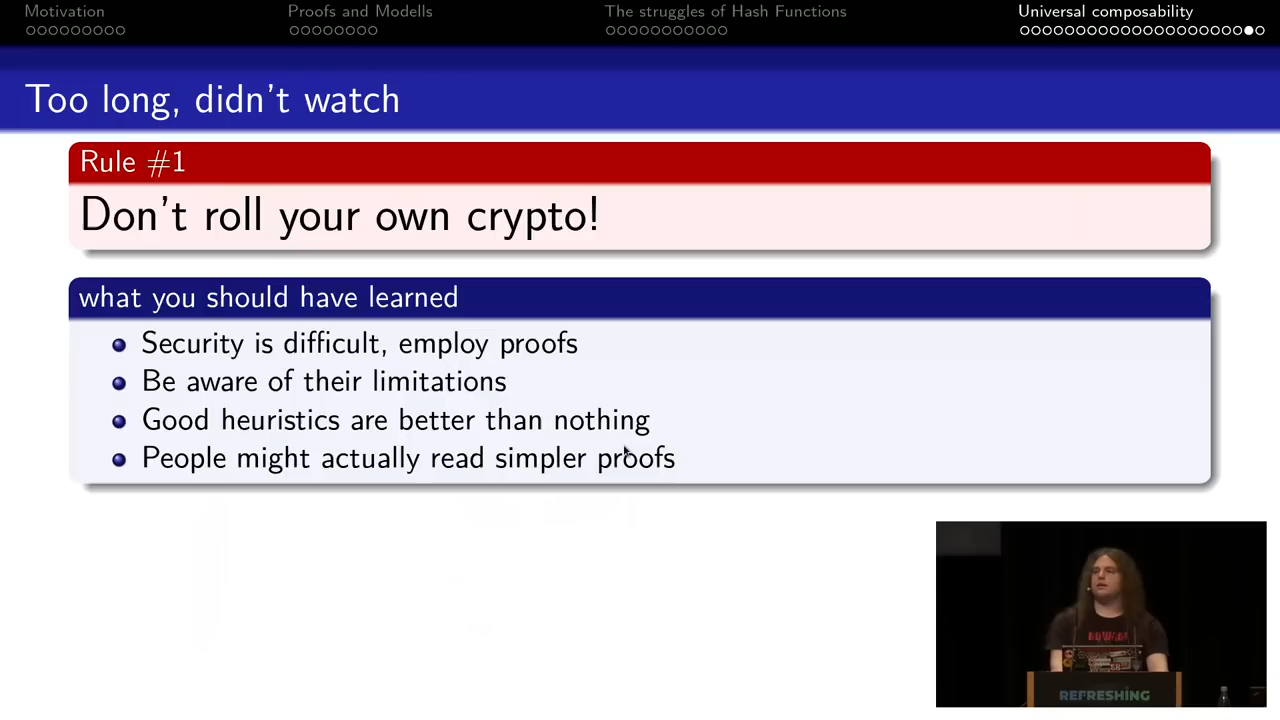 Motivation
Proofs and Modells
The struggles of Hash Functions
Universal composability
Too long, didn't watch
Rule #1
Don't roll your own crypto!
what you should have learned
Security is difficult, employ proofs
Be aware of their limitations
Good heuristics are better than nothing
People might actually read simpler proofs
REFRESHING